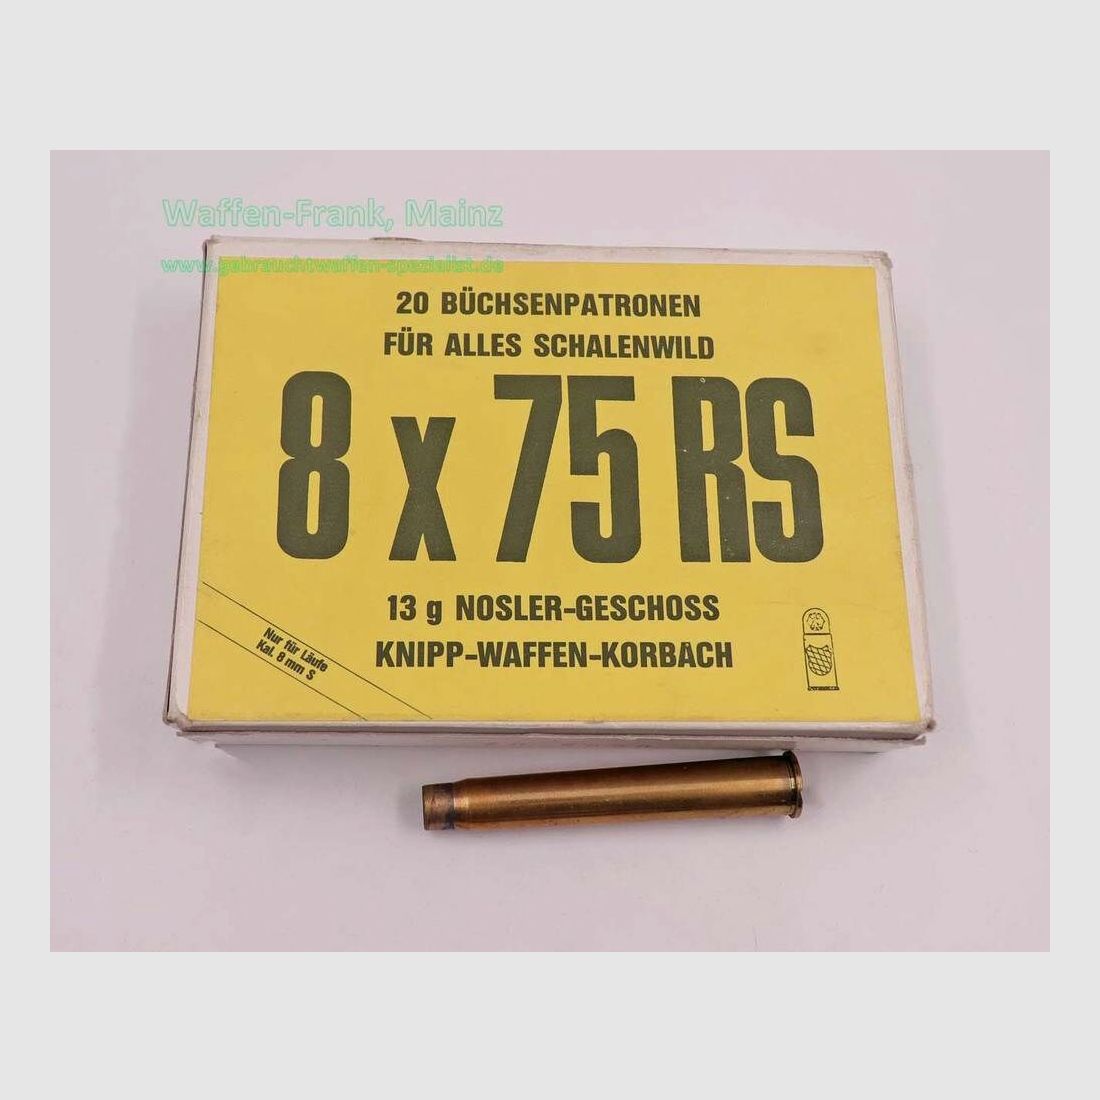 Waffen-Frank, Mainz
www.gebrauchtwaffen-spezialist.de
20 BÜCHSENPATRONEN
FÜR ALLES SCHALENWILD
8 x 75 RS
13 g NOSLER-GESCHOSS
KNIPP-WAFFEN-KORBACH
Nur für Läufe
Kal. 8 mm S